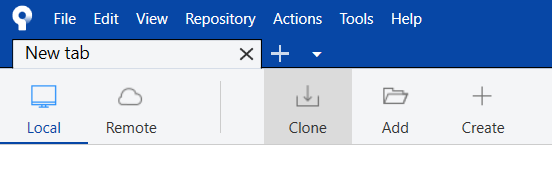 File Edit View Repository Actions Tools Help
New tab
Local Remote Clone Add Create